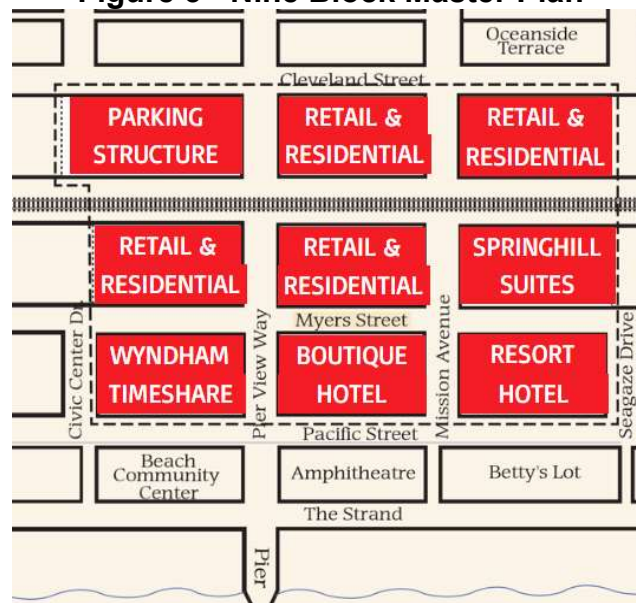 Oceanside
Terrace
Cleveland Street
PARKING
STRUCTURE
RETAIL &
RESIDENTIAL
RETAIL &
RESIDENTIAL
RETAIL &
RESIDENTIAL
RETAIL &
RESIDENTIAL
SPRINGHILL
SUITES
Myers Street
Civic Center Dr.
Pier View Way
Mission Avenue
Seagaze Drive
WYNDHAM
TIMESHARE
BOUTIQUE
HOTEL
RESORT
HOTEL
Pacific Street
Beach
Community
Center
Amphitheatre
Betty's Lot
The Strand
Pier